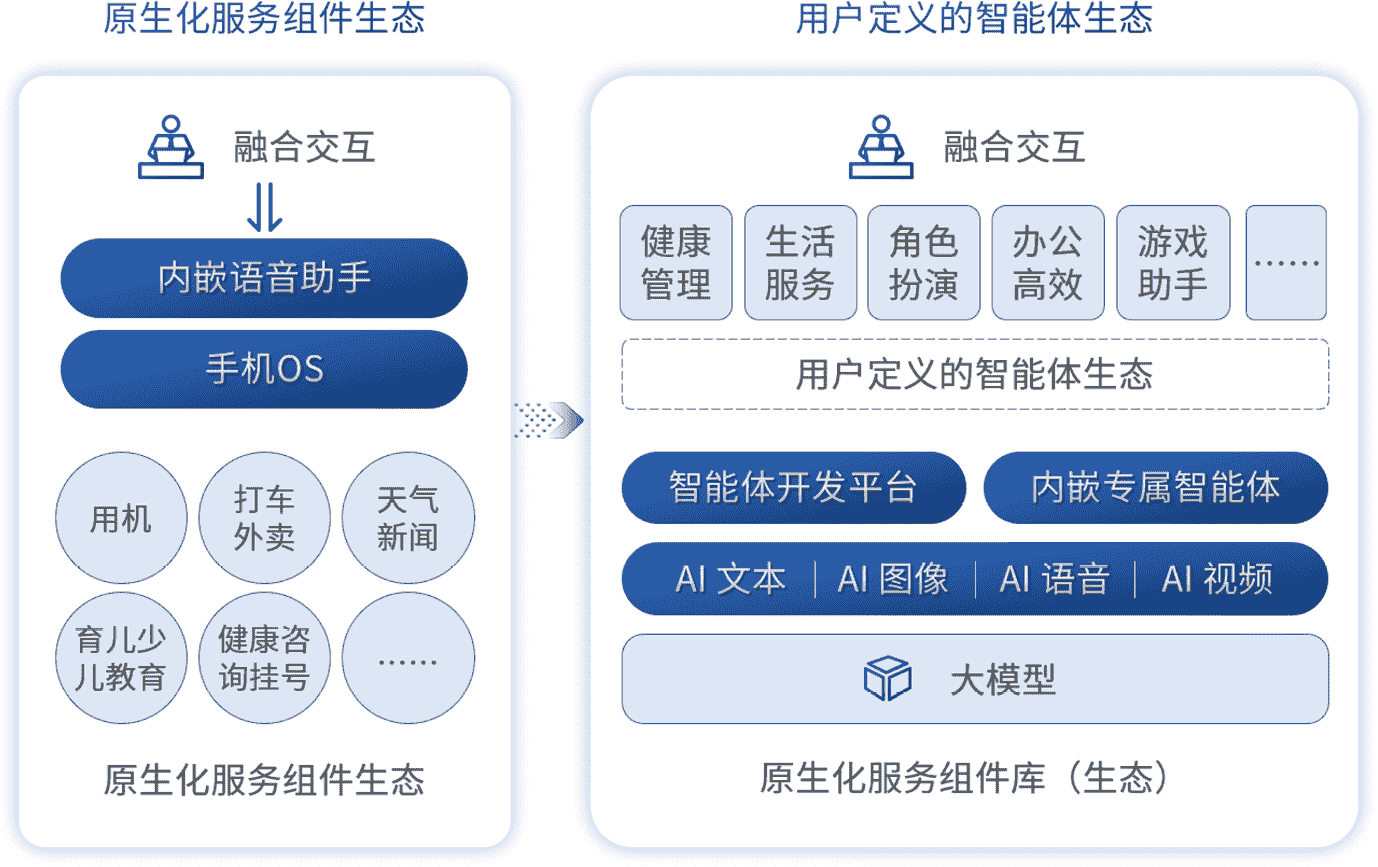 原生化服务组件生态
融合交互
内嵌语音助手
手机OS
用机
打车
外卖
天气
新闻
育儿少
儿教育
健康咨
询挂号
……
原生化服务组件生态
用户定义的智能体生态
融合交互
健康
管理
生活
服务
角色
扮演
办公
高效
游戏
助手
……
用户定义的智能体生态
智能体开发平台
内嵌专属智能体
AI 文本
AI 图像
AI 语音
AI 视频
大模型
原生化服务组件库（生态）